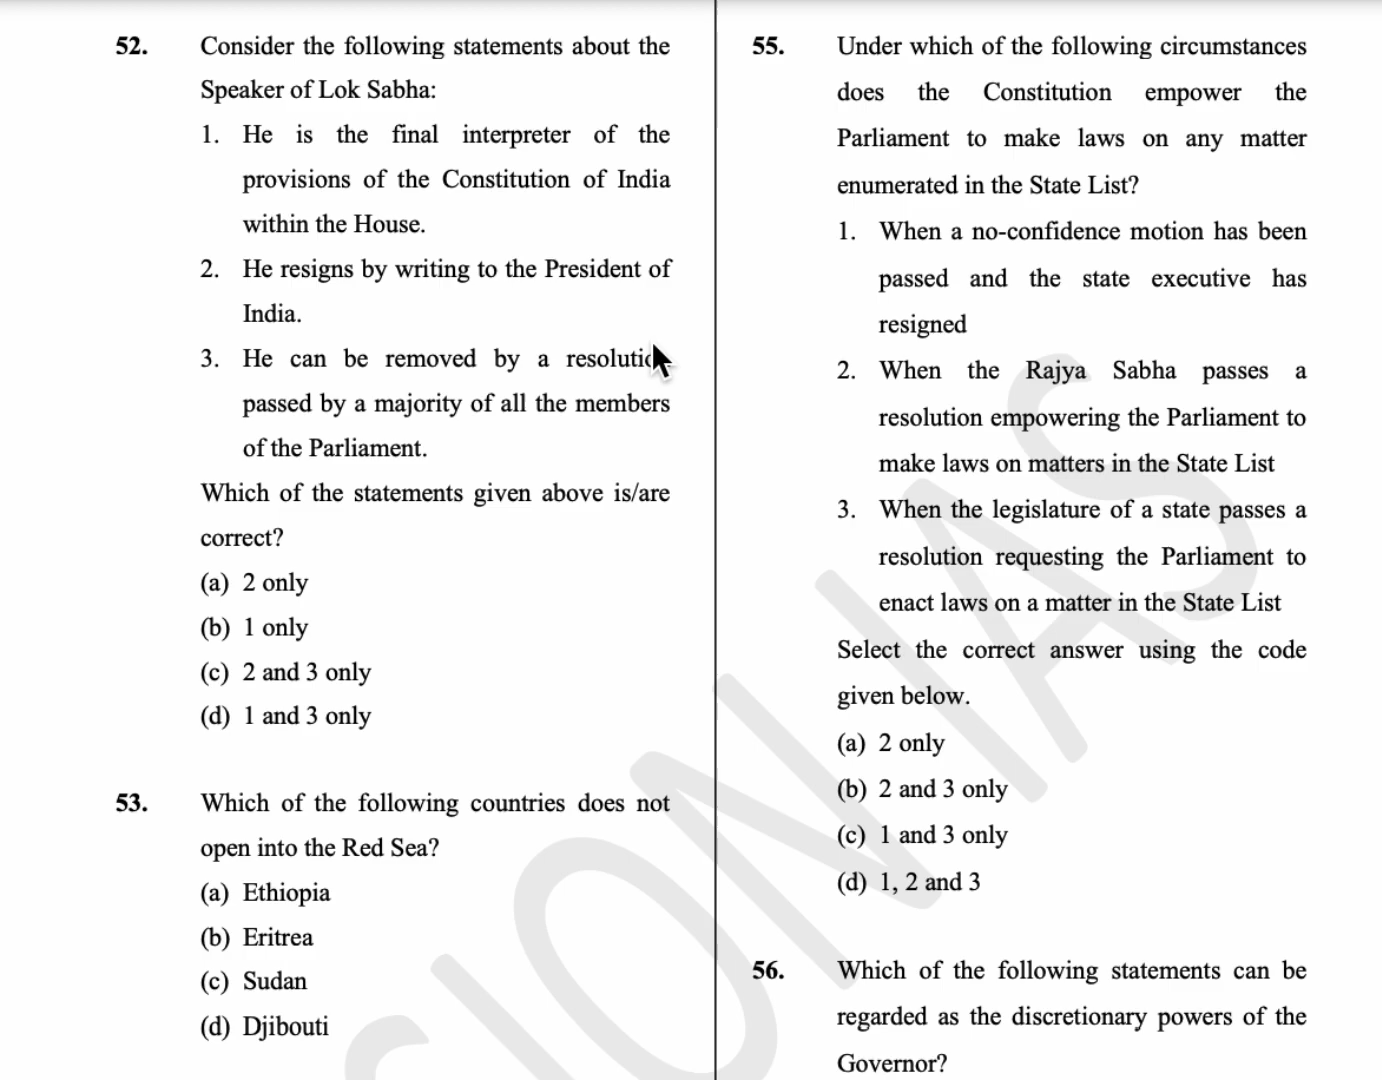 52. Consider the following statements about the
Speaker of Lok Sabha:
1. He is the final interpreter of the
provisions of the Constitution of India
within the House.
2. He resigns by writing to the President of
India.
3. He can be removed by a
passed by a majority of all the members
of the Parliament.
Which of the statements given above is/are
correct?
(a) 2 only
(b) 1 only
(c) 2 and 3 only
(d) 1 and 3 only
53. Which of the following countries does not
open into the Red Sea?
(a) Ethiopia
(b) Eritrea
(c) Sudan
(d) Djibouti
55. Under which of the following circumstances
does the Constitution empower the
Parliament to make laws on any matter
enumerated in the State List?
1. When a no-confidence motion has been
passed and the state executive has
resigned
2. When the Rajya Sabha passes a
resolution empowering the Parliament to
make laws on matters in the State List
3. When the legislature of a state passes a
resolution requesting the Parliament to
enact laws on a matter in the State List
Select the correct answer using the code
given below.
(a) 2 only
(b) 2 and 3 only
(c) 1 and 3 only
(d) 1, 2 and 3
56. Which of the following statements can be
regarded as the discretionary powers of the
Governor?
SION IAS